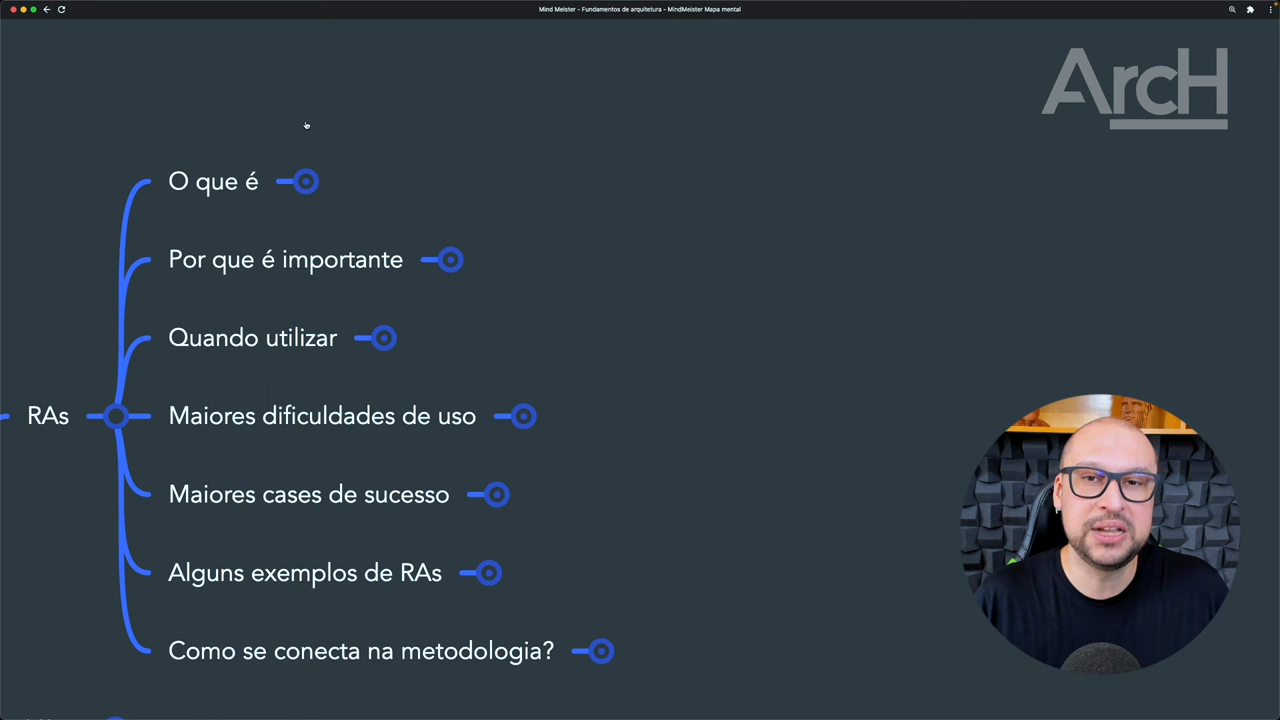 Mind Meister - Fundamentos de arquitetura - MindMeister Mapa mental
ArcH
O que é
Por que é importante
Quando utilizar
RAs
Maiores dificuldades de uso
Maiores cases de sucesso
Alguns exemplos de RAs
Como se conecta na metodologia?